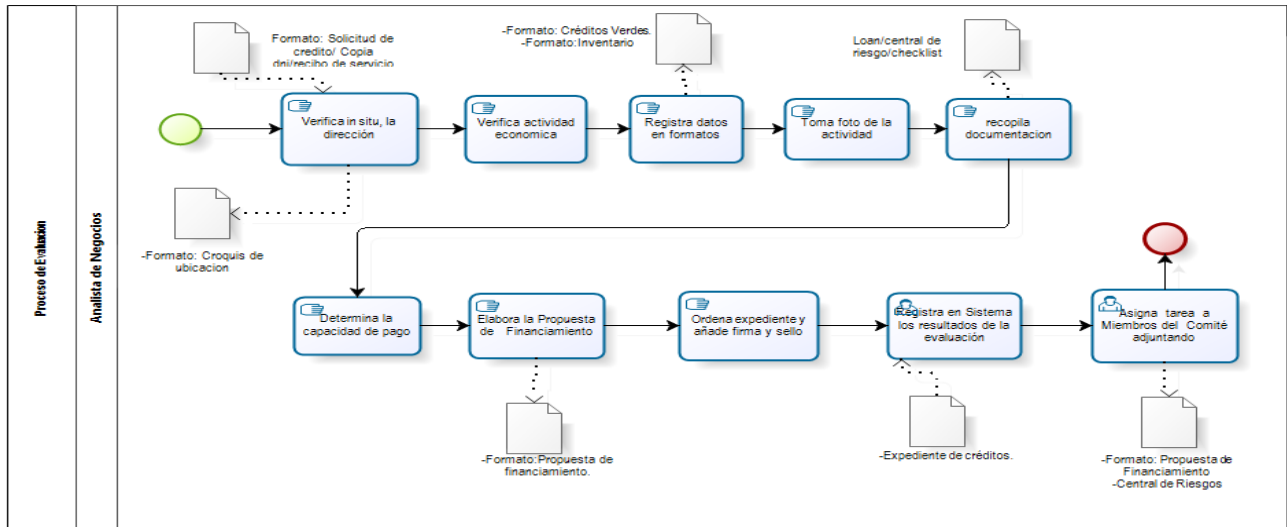 Proceso de Evaluacion
Analista de Negocios
Formato: Solicitud de
credito/ Copia
dni/recibo de servicio
-Formato: Créditos Verdes.
-Formato: Inventario
Loan/central de
riesgo/checklist
Verifica in situ, la
dirección
Verifica actividad
economica
Registra datos
en formatos
Toma foto de la
actividad
recopila
documentacion
-Formato: Croquis de
ubicacion
Determina la
capacidad de pago
Elabora la Propuesta
de Financiamiento
Ordena expediente y
añade firma y sello
Registra en Sistema
los resultados de la
evaluación
Asigna tarea a
Miembros del Comité
adjuntando
-Formato:Propuesta de
financiamiento.
-Expediente de créditos.
-Formato: Propuesta de
Financiamiento
-Central de Riesgos